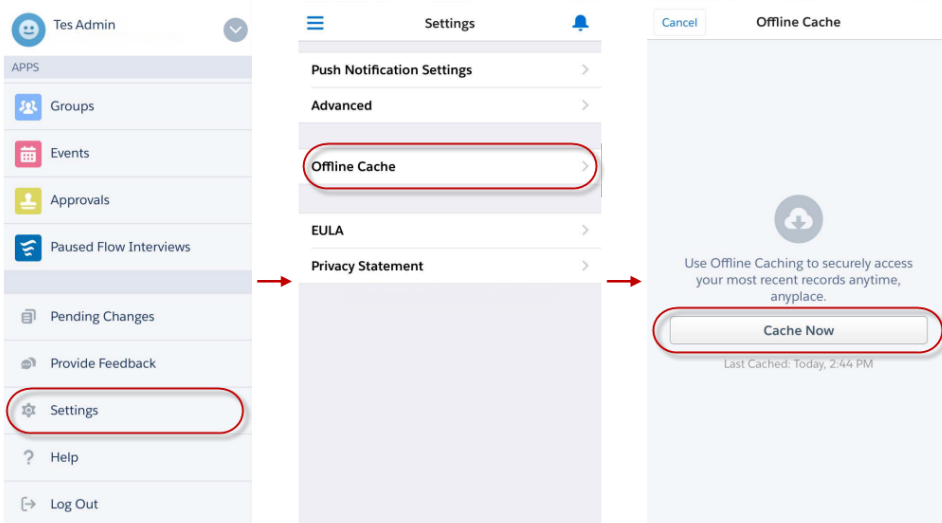 Tes Admin
APPS
Groups
Events
Approvals
Paused Flow Interviews
Pending Changes
Provide Feedback
Settings
Help
Log Out
Settings
Push Notification Settings
Advanced
Offline Cache
EULA
Privacy Statement
Cancel
Offline Cache
Use Offline Caching to securely access
your most recent records anytime,
anyplace.
Cache Now
Last Cached: Today, 2:44 PM